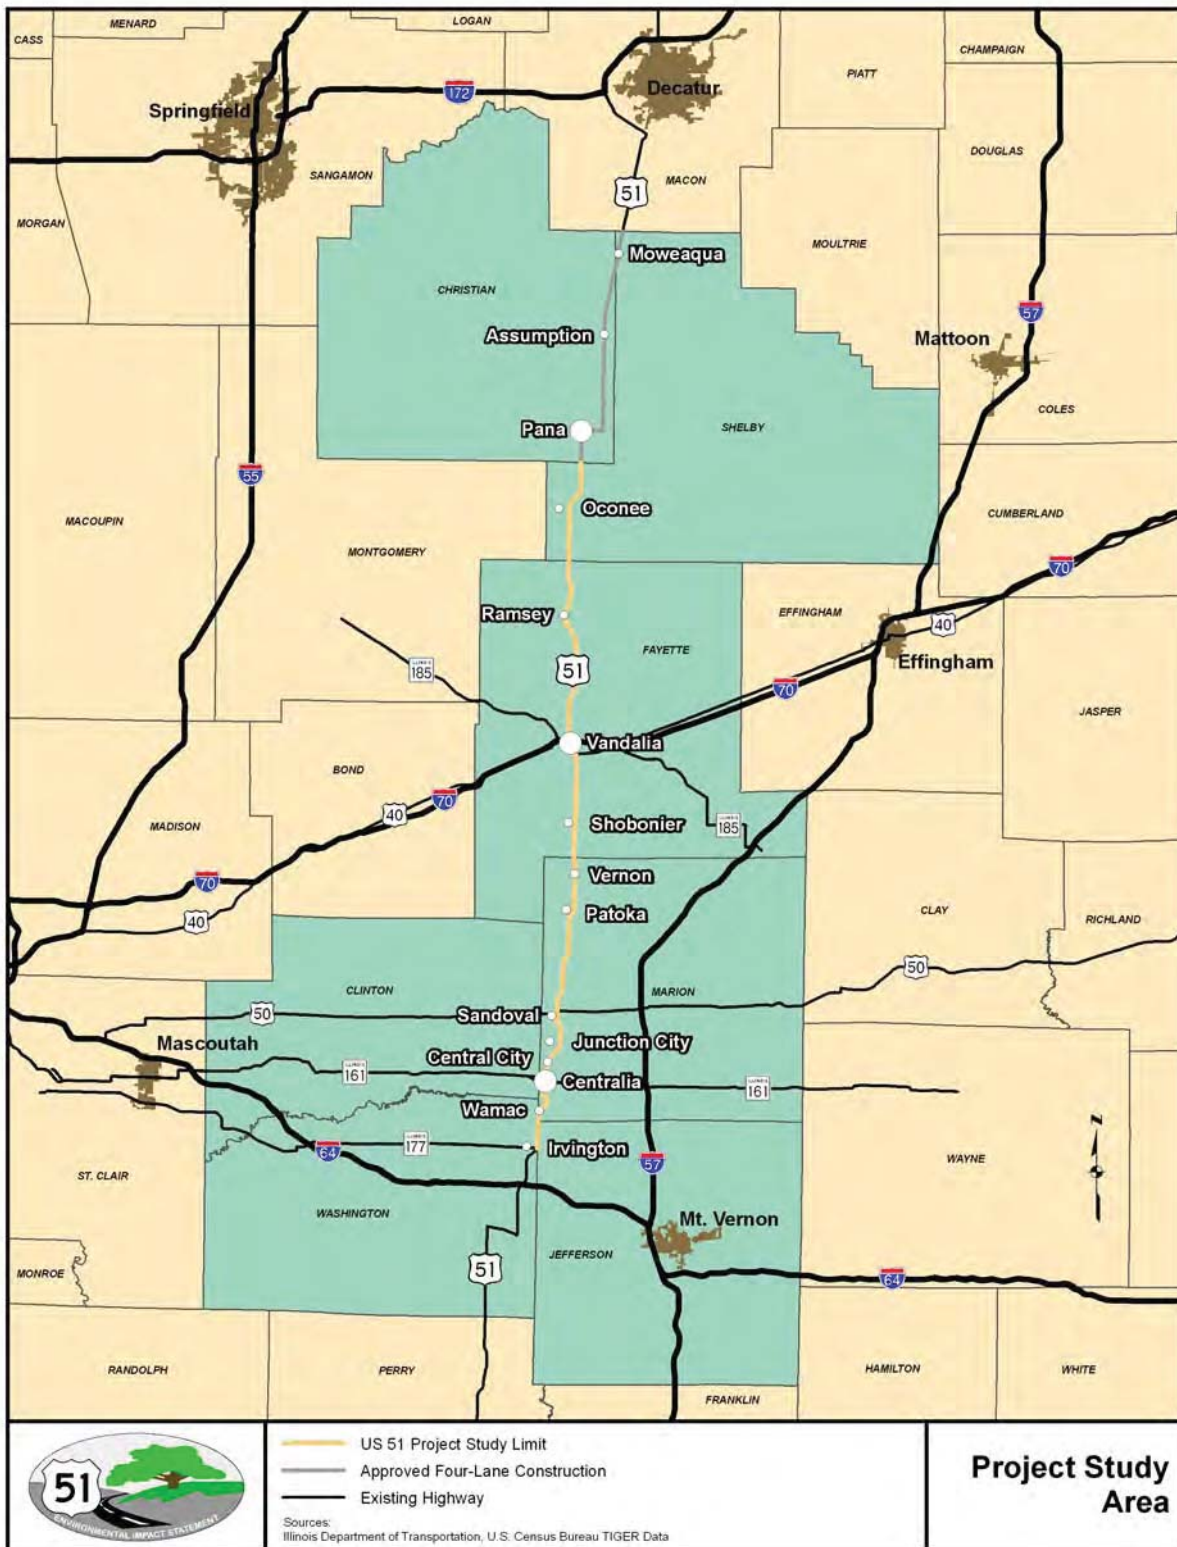 MENARD
LOGAN
CASS
CHAMPAIGN
PIATT
Decatur
172
Springfield
DOUGLAS
SANGAMON
MACON
51
MORGAN
MOULTRIE
Moweaqua
CHRISTIAN
57
Assumption
Mattoon
COLES
Pana
SHELBY
55
Oconee
CUMBERLAND
MACOUPIN
MONTGOMERY
70
Ramsey
EFFINGHAM
40
FAYETTE
Effingham
185
51
70
JASPER
Vandalia
BOND
70
40
MADISON
Shobonier
185
70
Vernon
Patoka
CLAY
RICHLAND
40
50
CLINTON
MARION
50
Sandoval
Mascoutah
Junction City
Central City
161
Centralia
161
Wamac
177
Irvington
64
57
WAYNE
N
ST. CLAIR
WASHINGTON
Mt. Vernon
JEFFERSON
MONROE
51
64
RANDOLPH
PERRY
HAMILTON
WHITE
FRANKLIN
51
ENVIRONMENTAL IMPACT STATEMENT
US 51 Project Study Limit
Approved Four-Lane Construction
Existing Highway
Sources:
Illinois Department of Transportation, U.S. Census Bureau TIGER Data
Project Study
Area